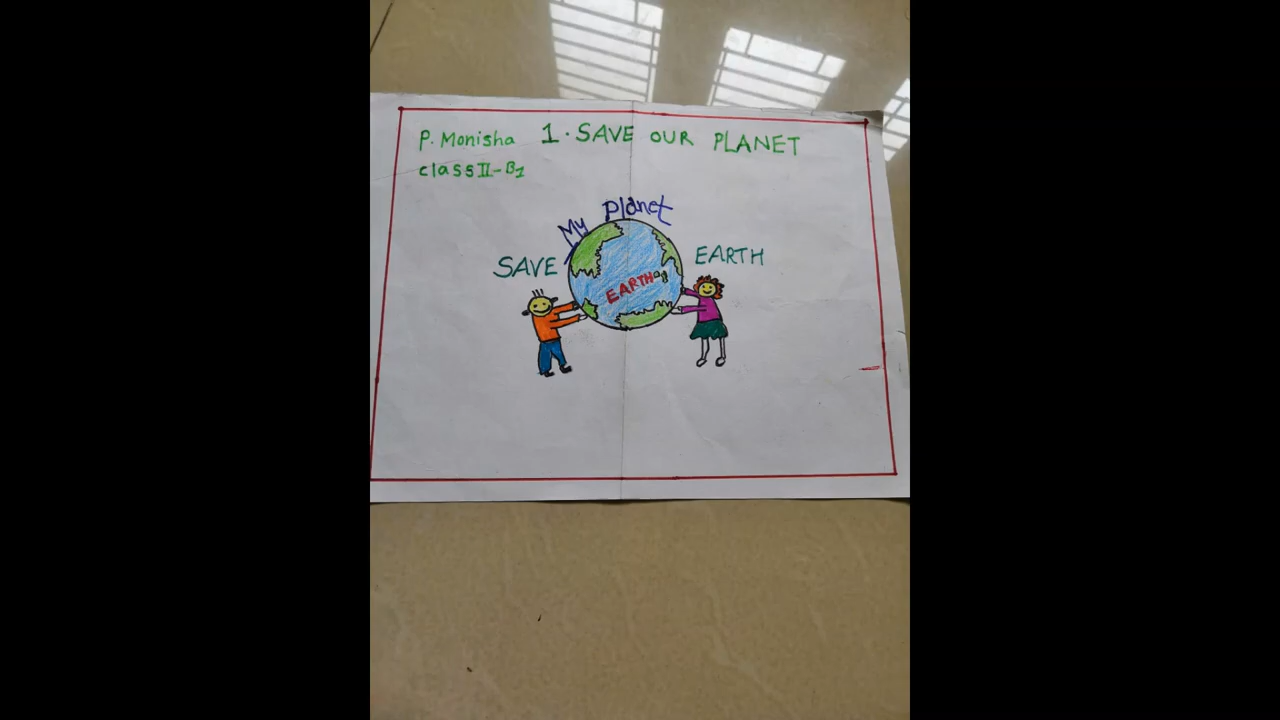 P. Monisha 1. SAVE OUR PLANET
class II-B1
My Planet
SAVE EARTH
EARTH